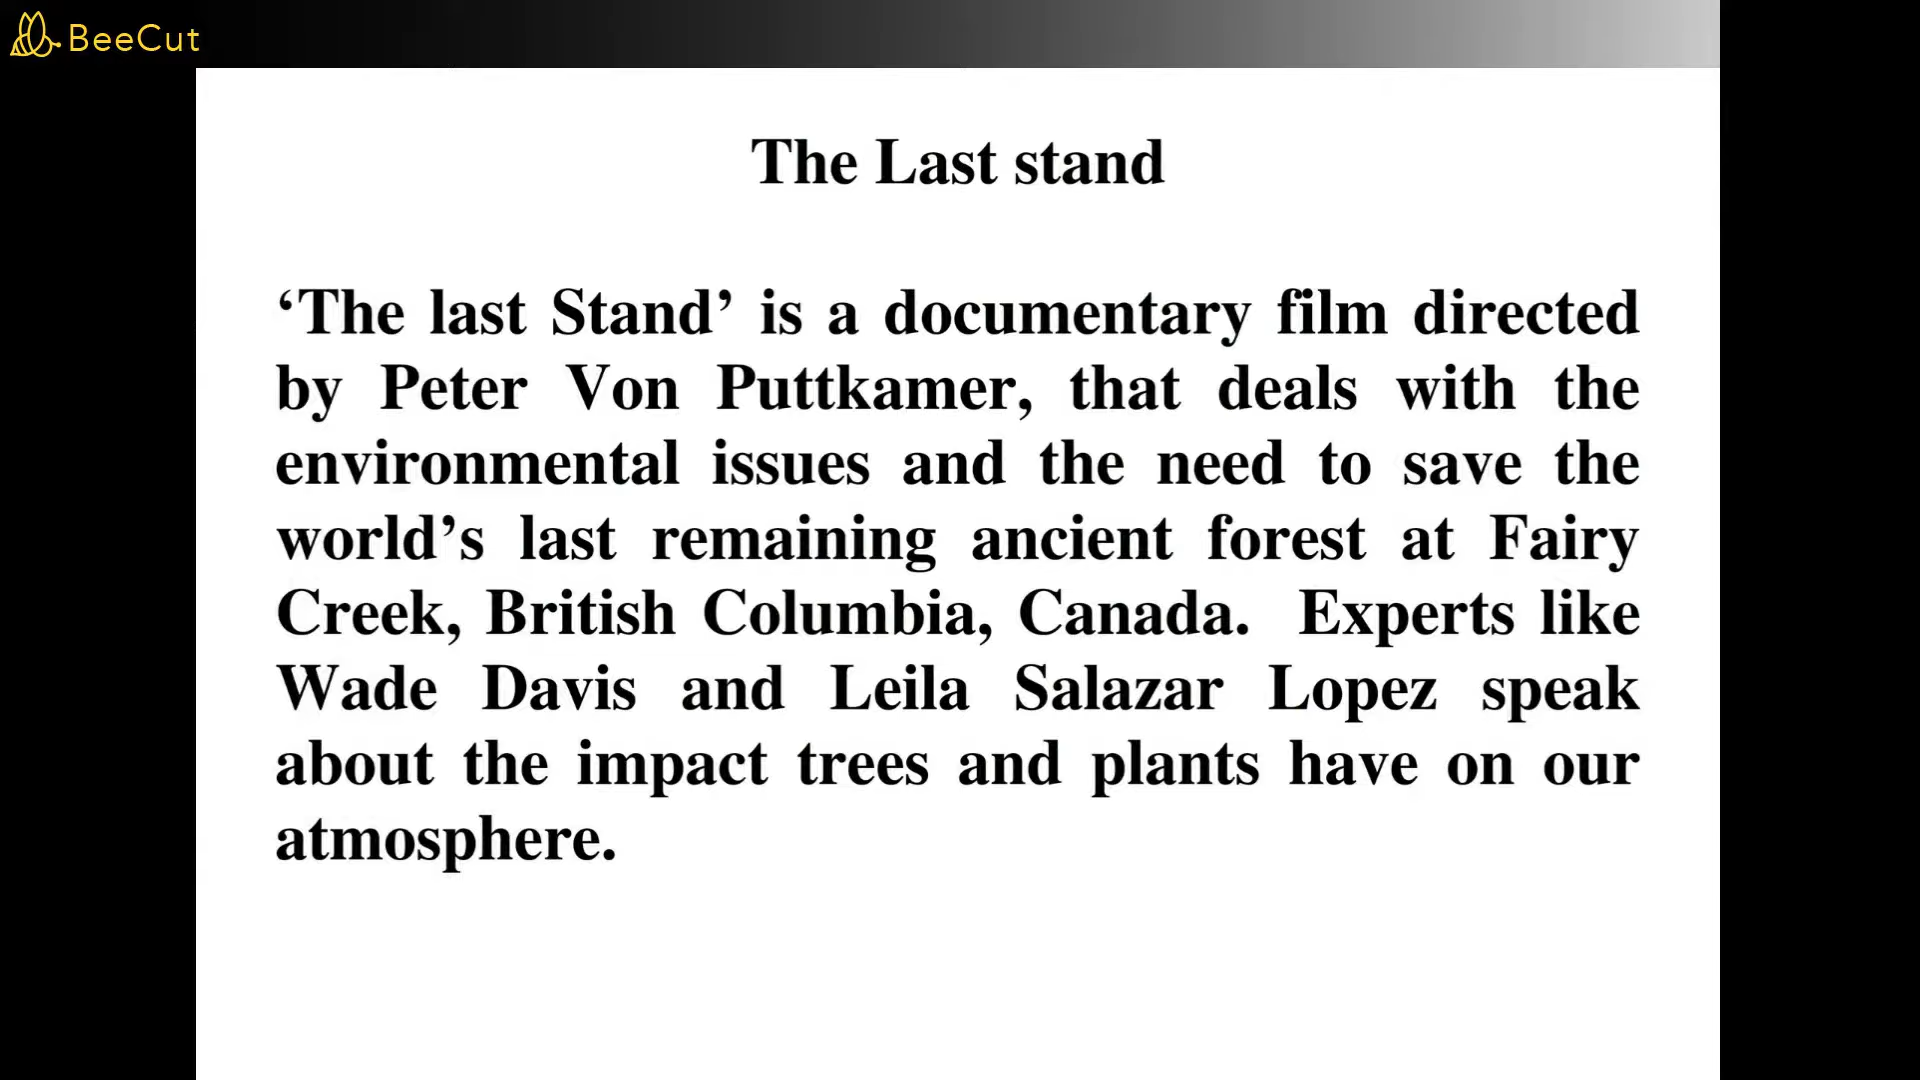 BeeCut
The Last stand
‘The last Stand’ is a documentary film directed
by Peter Von Puttkamer, that deals with the
environmental issues and the need to save the
world’s last remaining ancient forest at Fairy
Creek, British Columbia, Canada.  Experts like
Wade Davis and Leila Salazar Lopez speak
about the impact trees and plants have on our
atmosphere.